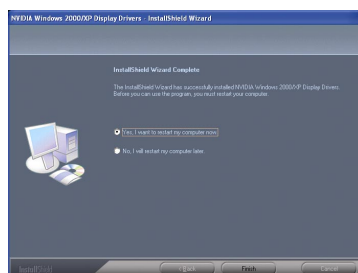 NVIDIA Windows 2000/XP Display Drivers - InstallShield Wizard
InstallShield Wizard Complete
The InstallShield Wizard has successfully installed NVIDIA Windows 2000/XP Display Drivers.
Before you can use the program, you must restart your computer.
Yes, I want to restart my computer now.
No, I will restart my computer later.
InstallShield
< Back
Finish
Cancel